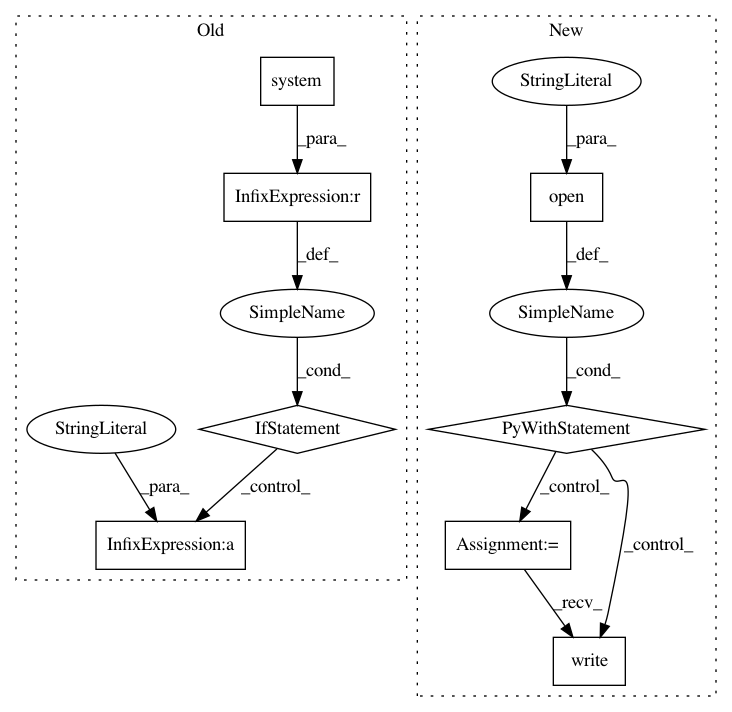 Old
system
_para_
InfixExpression:r
_def_
SimpleName
_cond_
StringLiteral
IfStatement
_para_
_control_
InfixExpression:a
New
StringLiteral
_para_
open
_def_
SimpleName
_cond_
PyWithStatement
_control_
Assignment:=
_control_
_recv_
write